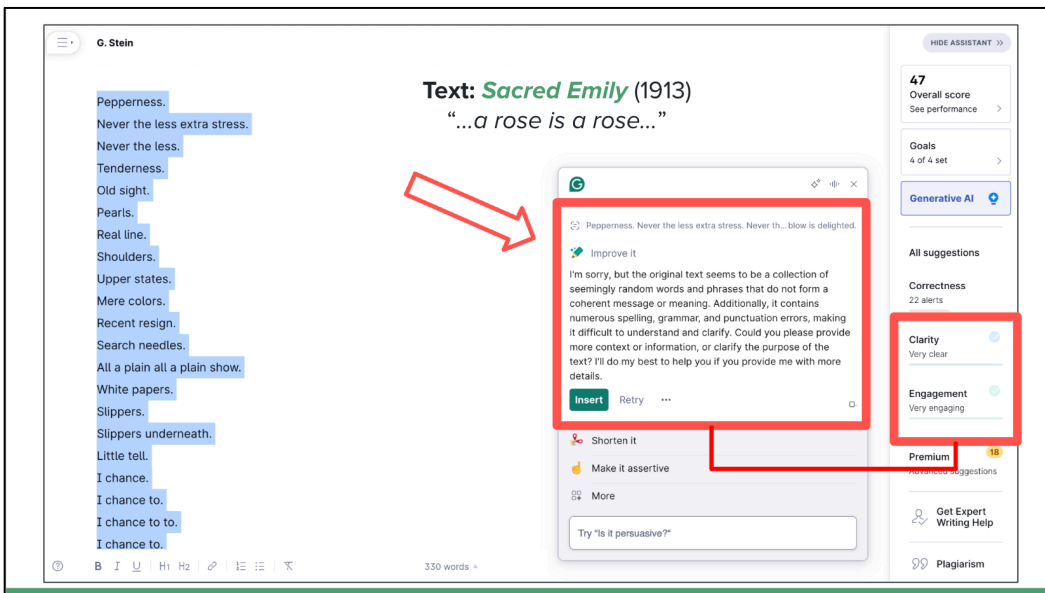 G. Stein
HIDE ASSISTANT
Text: Sacred Emily (1913)
“...a rose is a rose...”
Pepperness.
Never the less extra stress.
Never the less.
Tenderness.
Old sight.
Pearls.
Real line.
Shoulders.
Upper states.
Mere colors.
Recent resign.
Search needles.
All a plain all a plain show.
White papers.
Slippers.
Slippers underneath.
Little tell.
I chance.
I chance to.
I chance to to.
I chance to.
Pepperness. Never the less extra stress. Never th...blow is delighted.
Improve it
I'm sorry, but the original text seems to be a collection of
seemingly random words and phrases that do not form a
coherent message or meaning. Additionally, it contains
numerous spelling, grammar, and punctuation errors, making
it difficult to understand and clarify. Could you please provide
more context or information, or clarify the purpose of the
text? I'll do my best to help you if you provide me with more
details.
Insert Retry ...
Shorten it
Make it assertive
More
Try "Is it persuasive?"
47
Overall score
See performance
Goals
4 of 4 set
Generative AI
All suggestions
Correctness
22 alerts
Clarity
Very clear
Engagement
Very engaging
Premium 18
Advanced suggestions
Get Expert
Writing Help
Plagiarism
B I U H1 H2
330 words